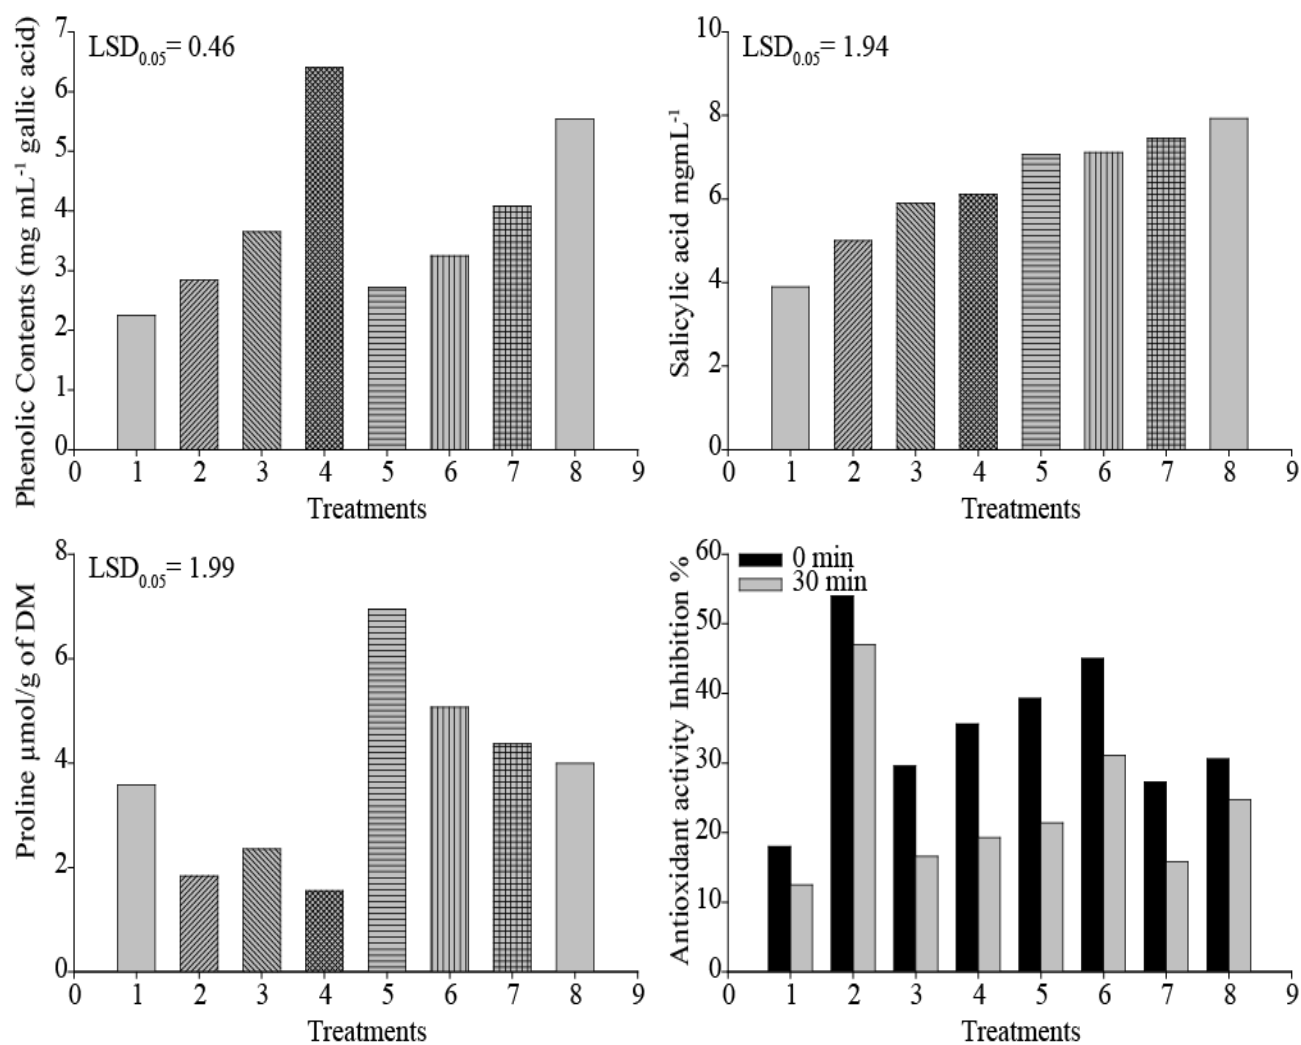 Phenolic Contents (mg mL⁻¹ gallic acid)
LSD₀.₀₅= 0.46
7
6
5
4
3
2
1
0
0 1 2 3 4 5 6 7 8 9
Treatments
Salicylic acid mgmL⁻¹
LSD₀.₀₅= 1.94
10
8
6
4
2
0
0 1 2 3 4 5 6 7 8 9
Treatments
Proline µmol/g of DM
LSD₀.₀₅= 1.99
8
6
4
2
0
0 1 2 3 4 5 6 7 8 9
Treatments
Antioxidant activity Inhibition %
0 min
30 min
60
50
40
30
20
10
0
0 1 2 3 4 5 6 7 8 9
Treatments